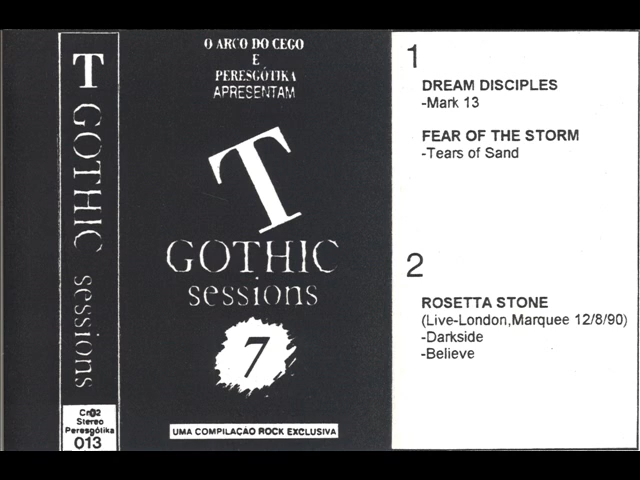 T GOTHIC sessions
CrO2
Stereo
Peresgótika
013
O ARCO DO CEGO
E
PERESGÓTIKA
APRESENTAM
T
GOTHIC
sessions
7
UMA COMPILAÇÃO ROCK EXCLUSIVA
1
DREAM DISCIPLES
-Mark 13
FEAR OF THE STORM
-Tears of Sand
2
ROSETTA STONE
(Live-London,Marquee 12/8/90)
-Darkside
-Believe